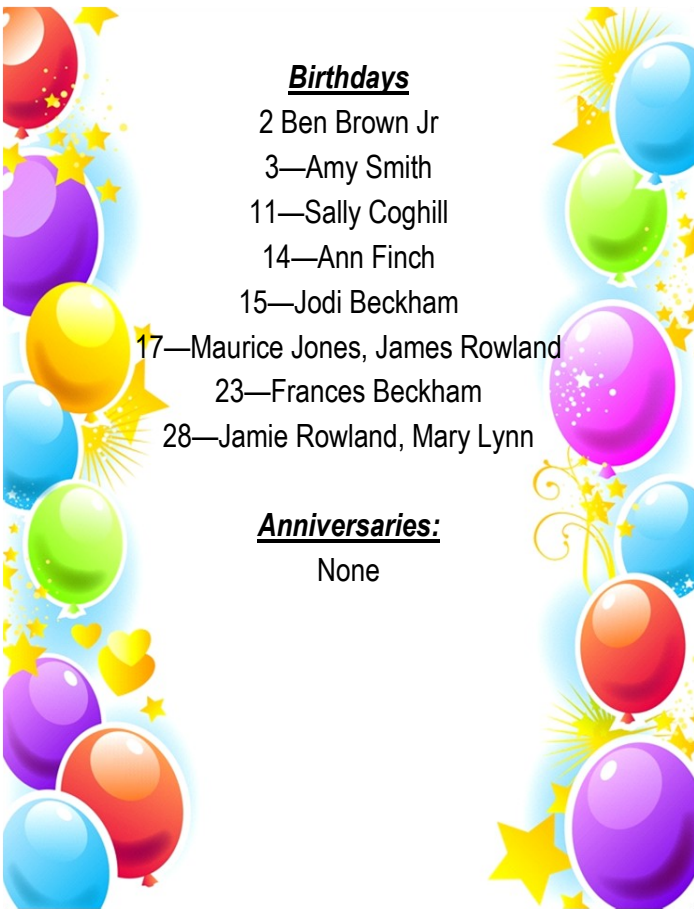 Birthdays
2 Ben Brown Jr
3—Amy Smith
11—Sally Coghill
14—Ann Finch
15—Jodi Beckham
17—Maurice Jones, James Rowland
23—Frances Beckham
28—Jamie Rowland, Mary Lynn
Anniversaries:
None